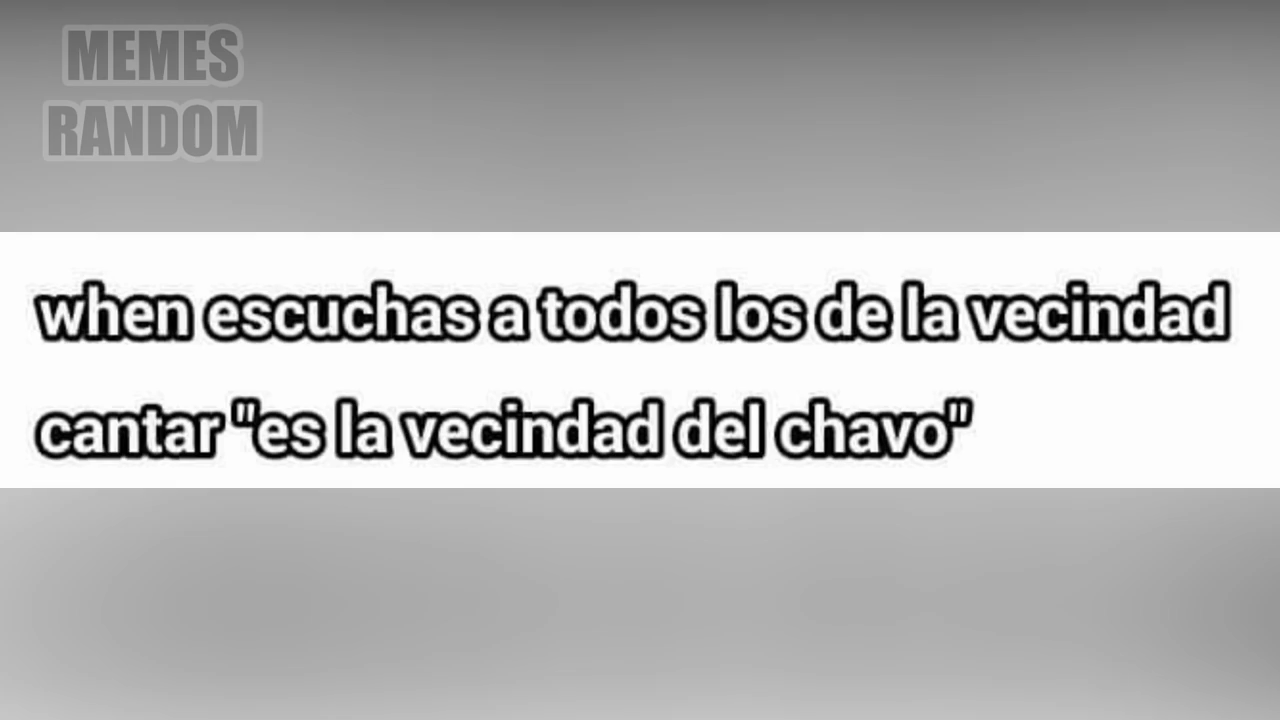 MEMES
RANDOM
when escuchas a todos los de la vecindad
cantar "es la vecindad del chavo"